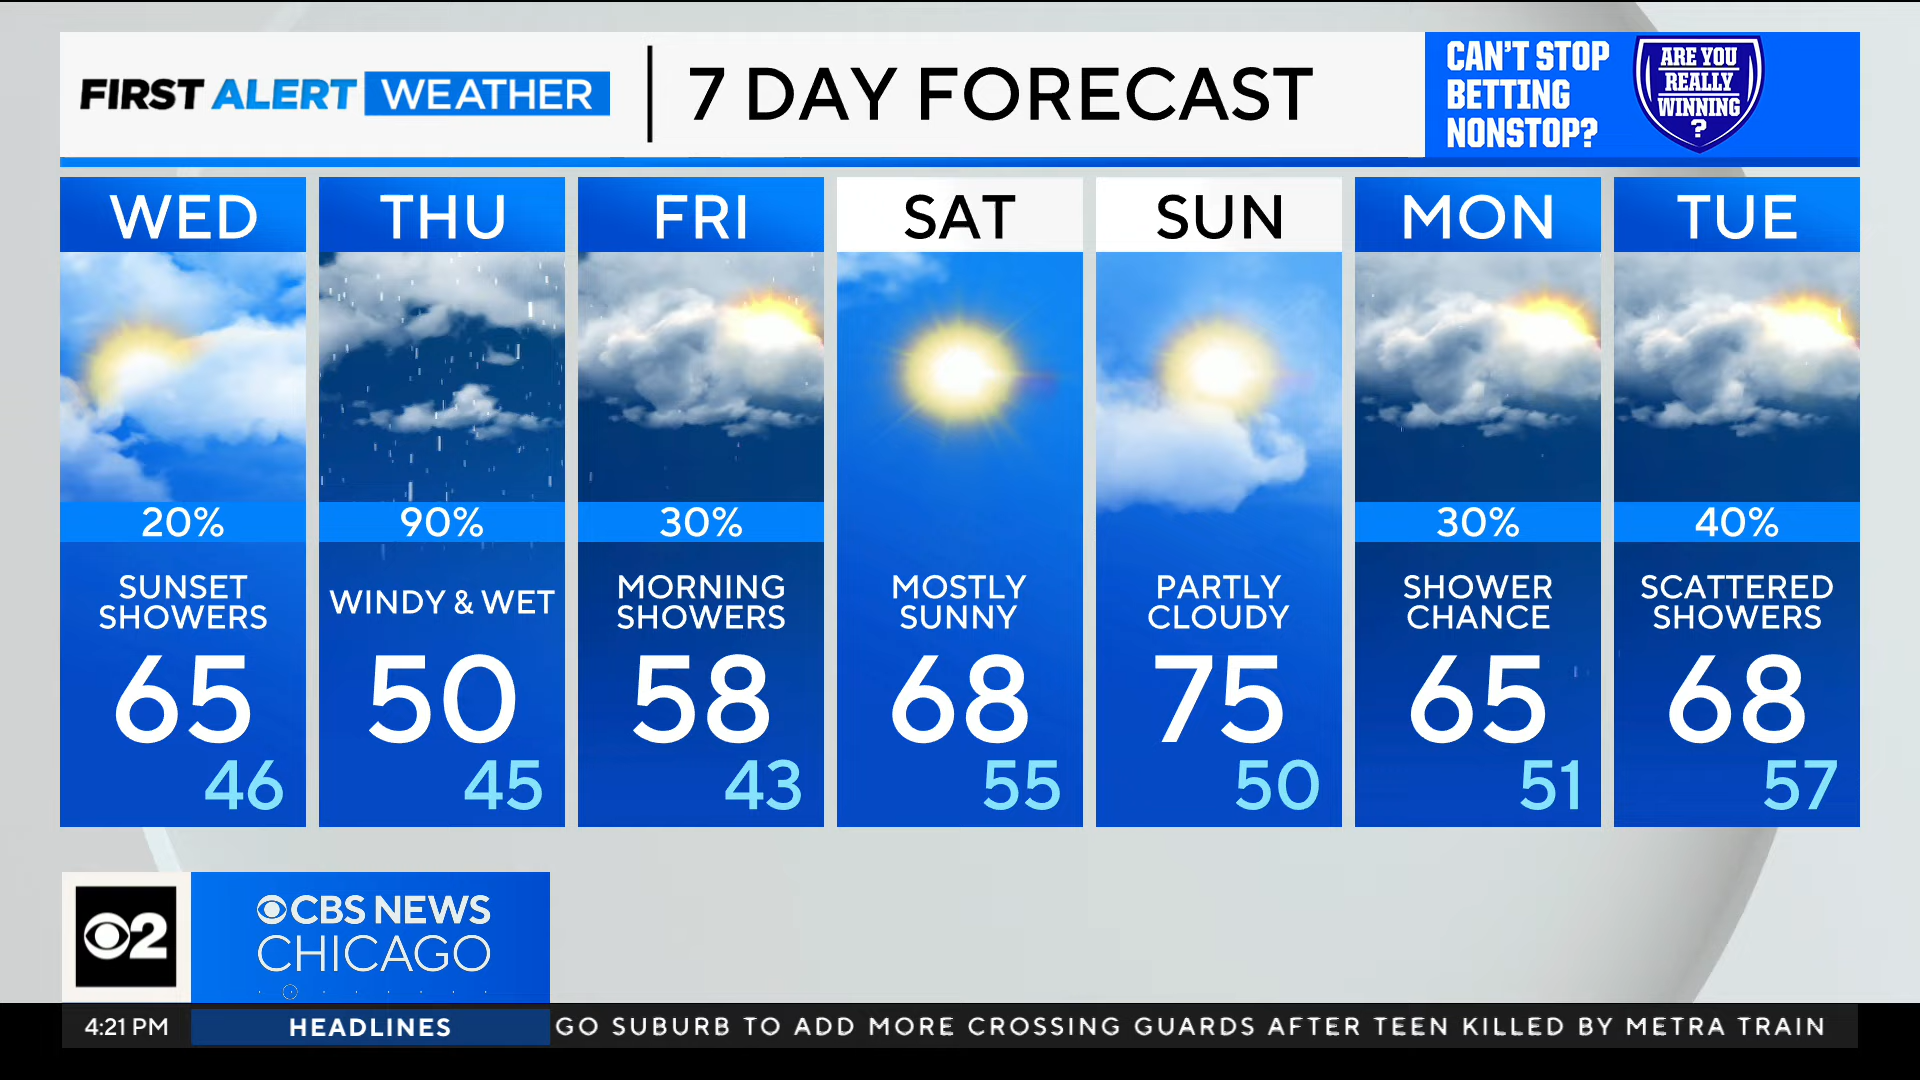 FIRST ALERT WEATHER
7 DAY FORECAST
CAN'T STOP
BETTING
NONSTOP?
ARE YOU
REALLY
WINNING
?
WED
20%
SUNSET
SHOWERS
65
46
THU
90%
WINDY & WET
50
45
FRI
30%
MORNING
SHOWERS
58
43
SAT
MOSTLY
SUNNY
68
55
SUN
PARTLY
CLOUDY
75
50
MON
30%
SHOWER
CHANCE
65
51
TUE
40%
SCATTERED
SHOWERS
68
57
2
CBS NEWS
CHICAGO
4:21 PM
HEADLINES
GO SUBURB TO ADD MORE CROSSING GUARDS AFTER TEEN KILLED BY METRA TRAIN